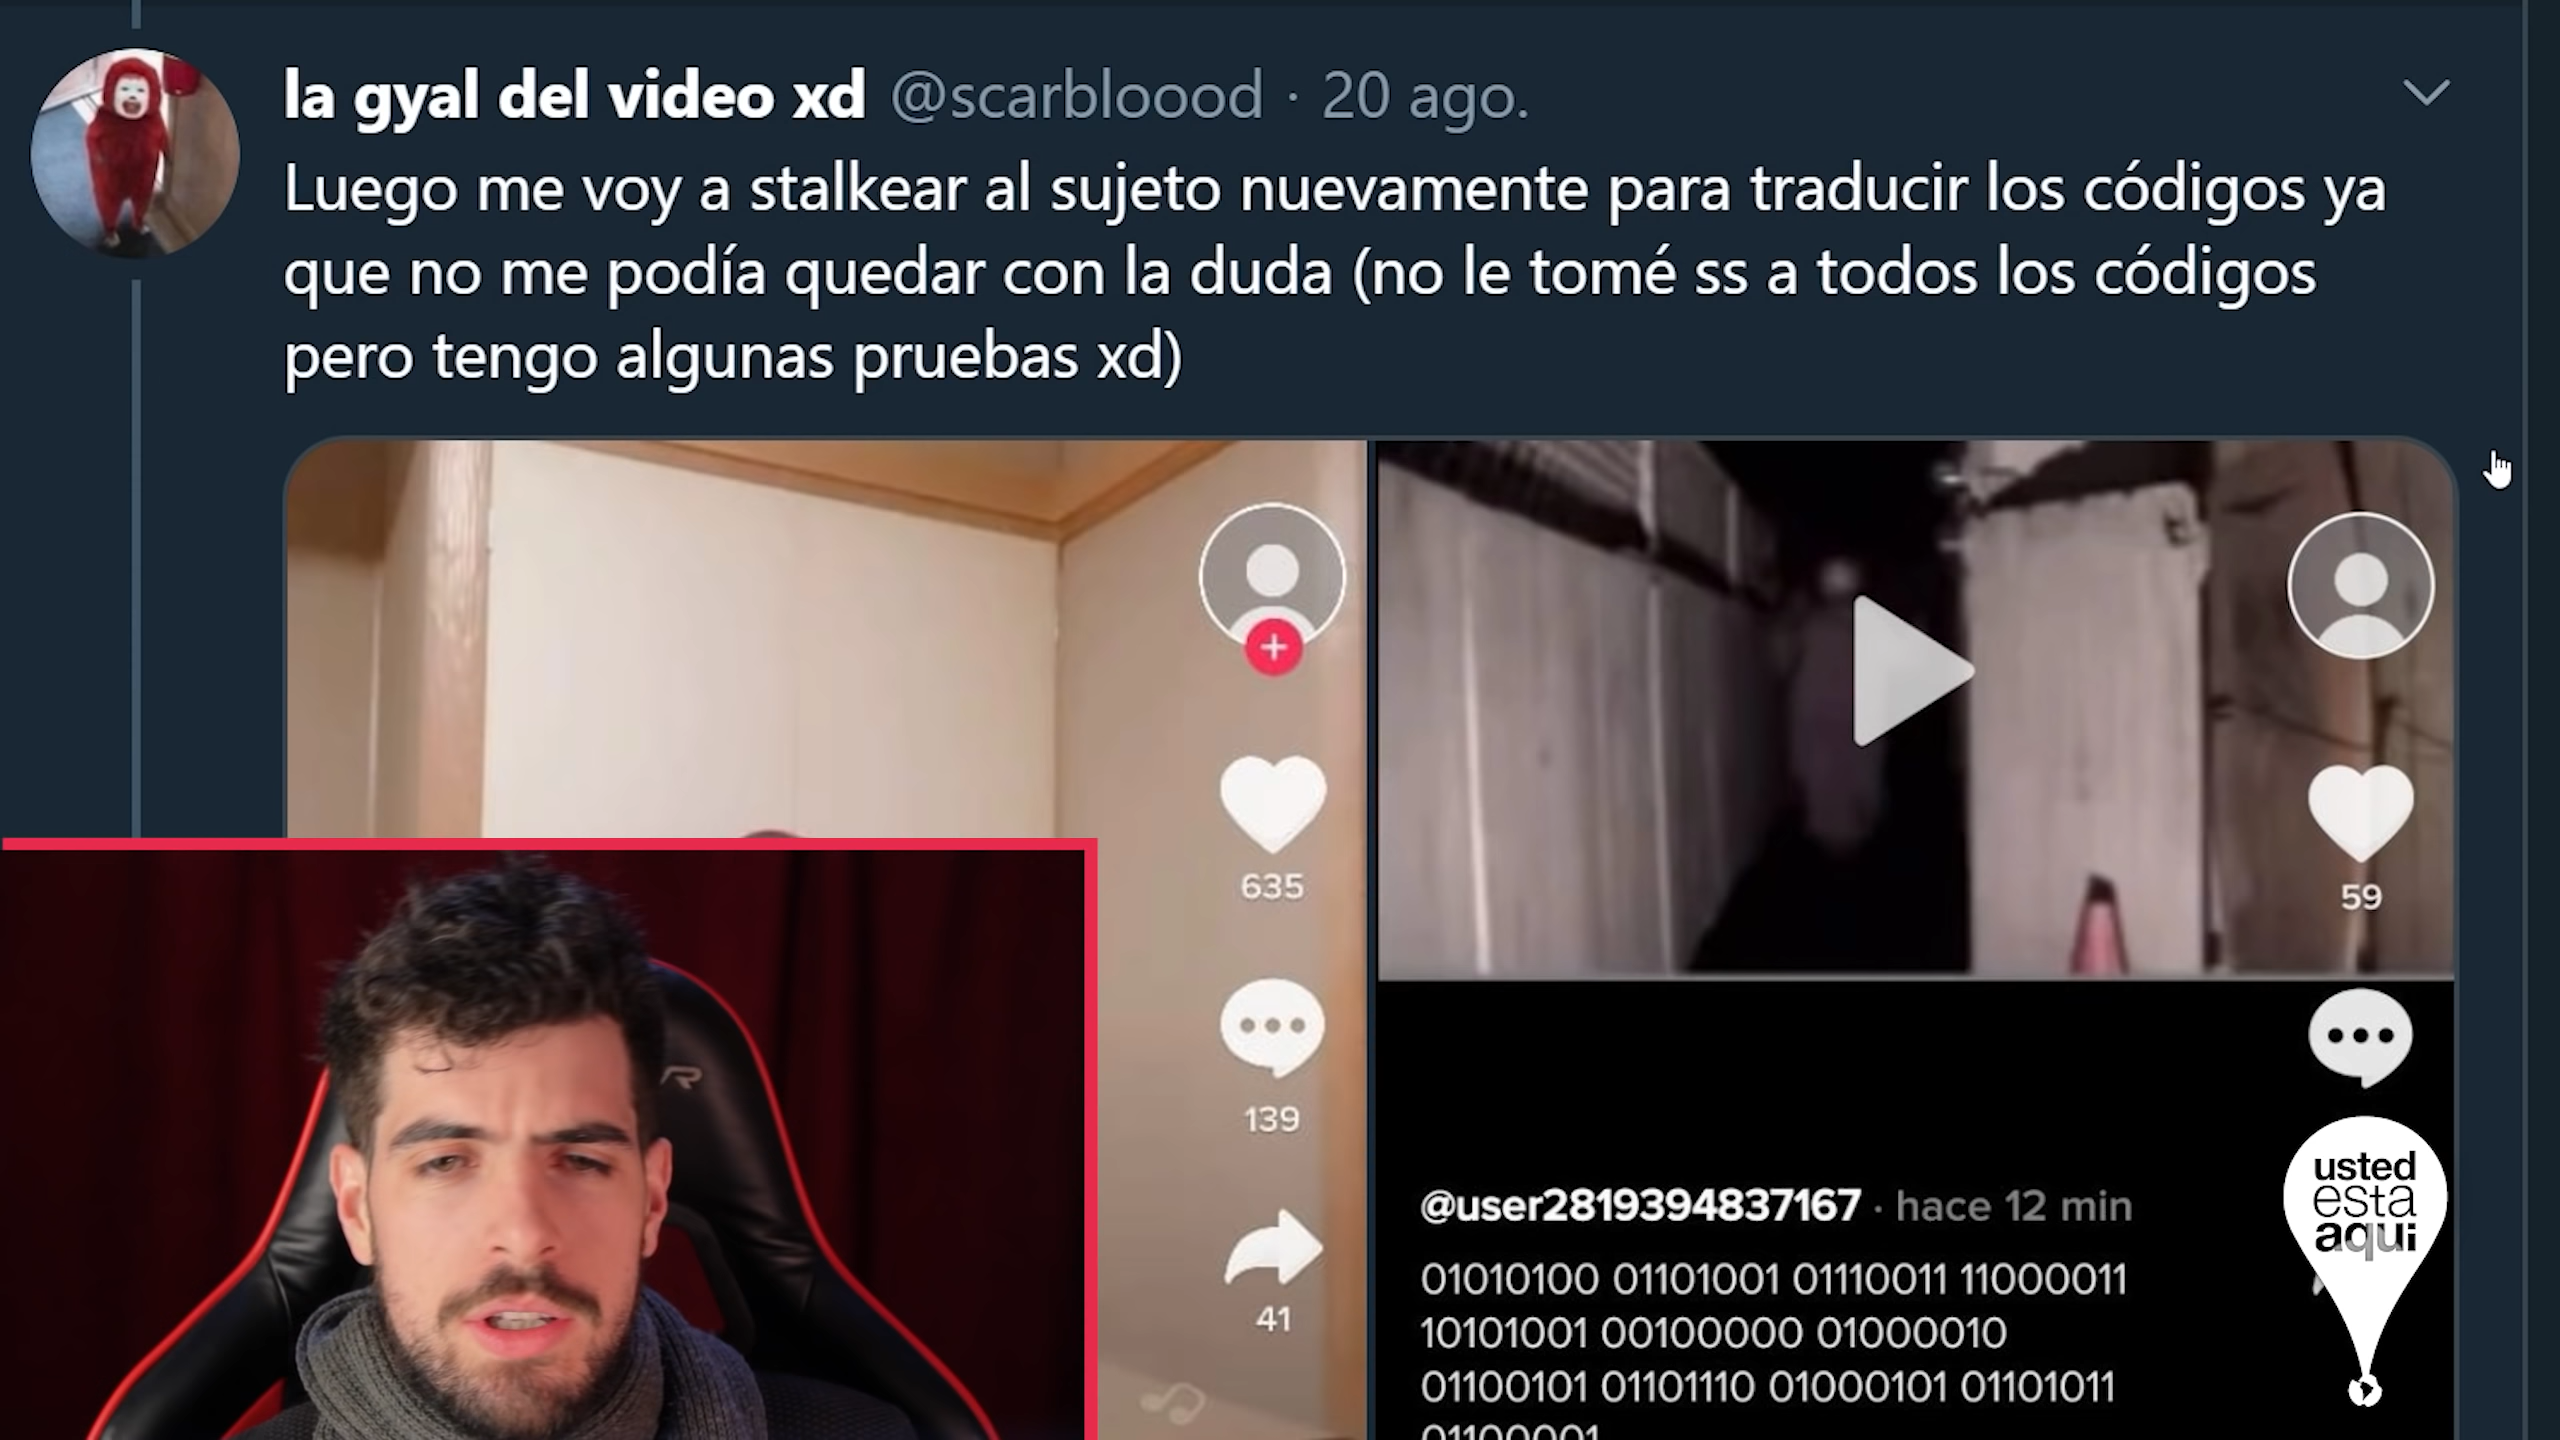 la gyal del video xd @scarbloood · 20 ago.
Luego me voy a stalkear al sujeto nuevamente para traducir los códigos ya
que no me podía quedar con la duda (no le tomé ss a todos los códigos
pero tengo algunas pruebas xd)
635
139
41
59
@user2819394837167 · hace 12 min
01010100 01101001 01110011 11000011
10101001 00100000 01000010
01100101 01101110 01000101 01101011
01100001
usted
esta
aqui
R